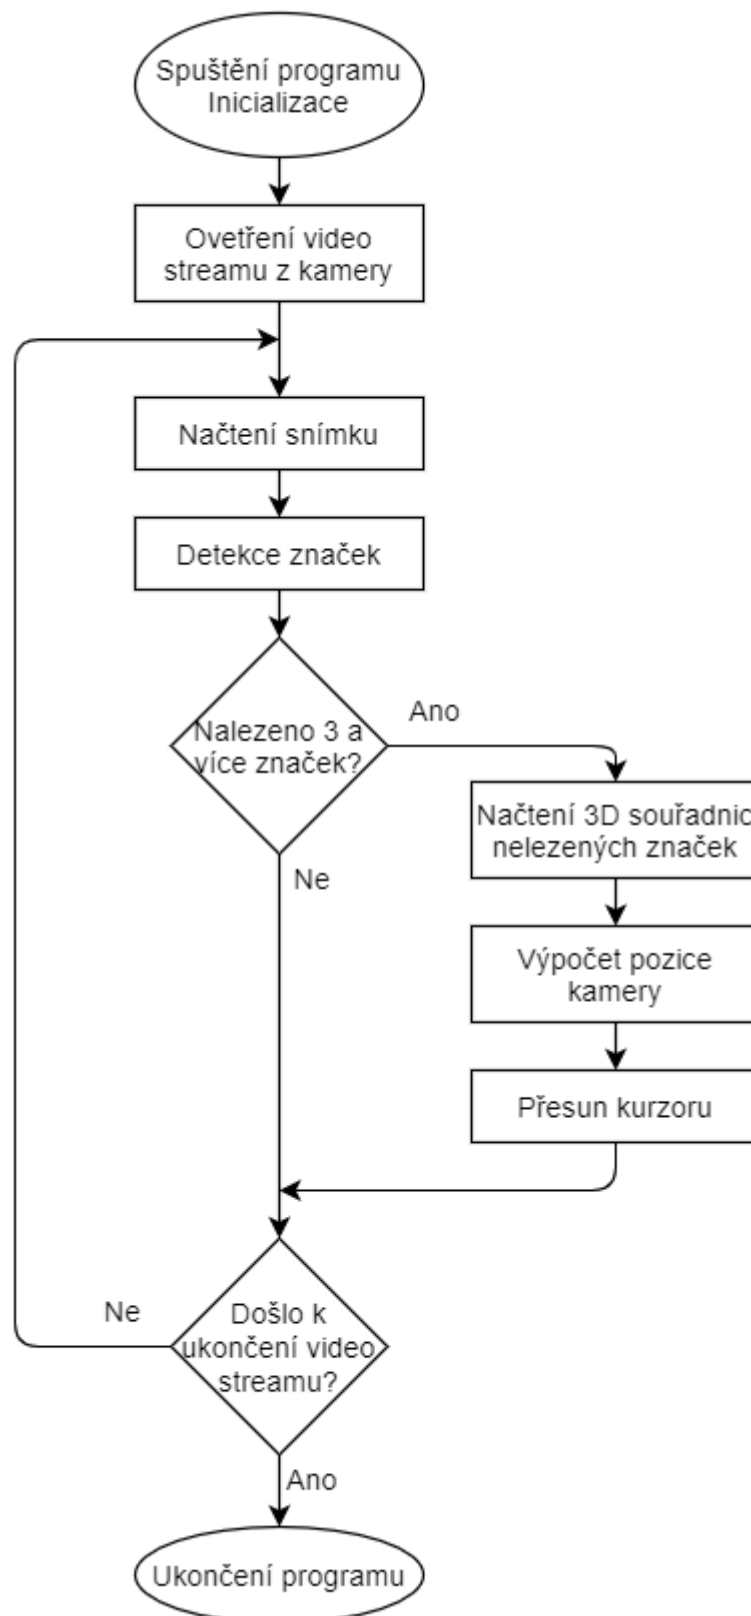 Spuštění programu
Inicializace
Ovetření video
streamu z kamery
Načtení snímku
Detekce značek
Nalezeno 3 a
více značek?
Ano
Ne
Načtení 3D souřadnic
nelezených značek
Výpočet pozice
kamery
Přesun kurzoru
Došlo k
ukončení video
streamu?
Ne
Ano
Ukončení programu